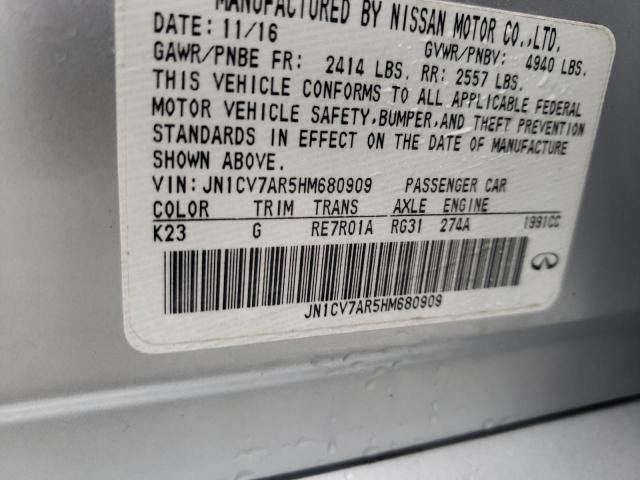 MANUFACTURED BY NISSAN MOTOR CO.,LTD.
DATE: 11/16 GVWR/PNBV: 4940 LBS.
GAWR/PNBE FR: 2414 LBS. RR: 2557 LBS.
THIS VEHICLE CONFORMS TO ALL APPLICABLE FEDERAL
MOTOR VEHICLE SAFETY,BUMPER,AND THEFT PREVENTION
STANDARDS IN EFFECT ON THE DATE OF MANUFACTURE
SHOWN ABOVE.
VIN: JN1CV7AR5HM680909 PASSENGER CAR
COLOR TRIM TRANS AXLE ENGINE
K23 G RE7R01A RG31 274A 1991CC
JN1CV7AR5HM680909